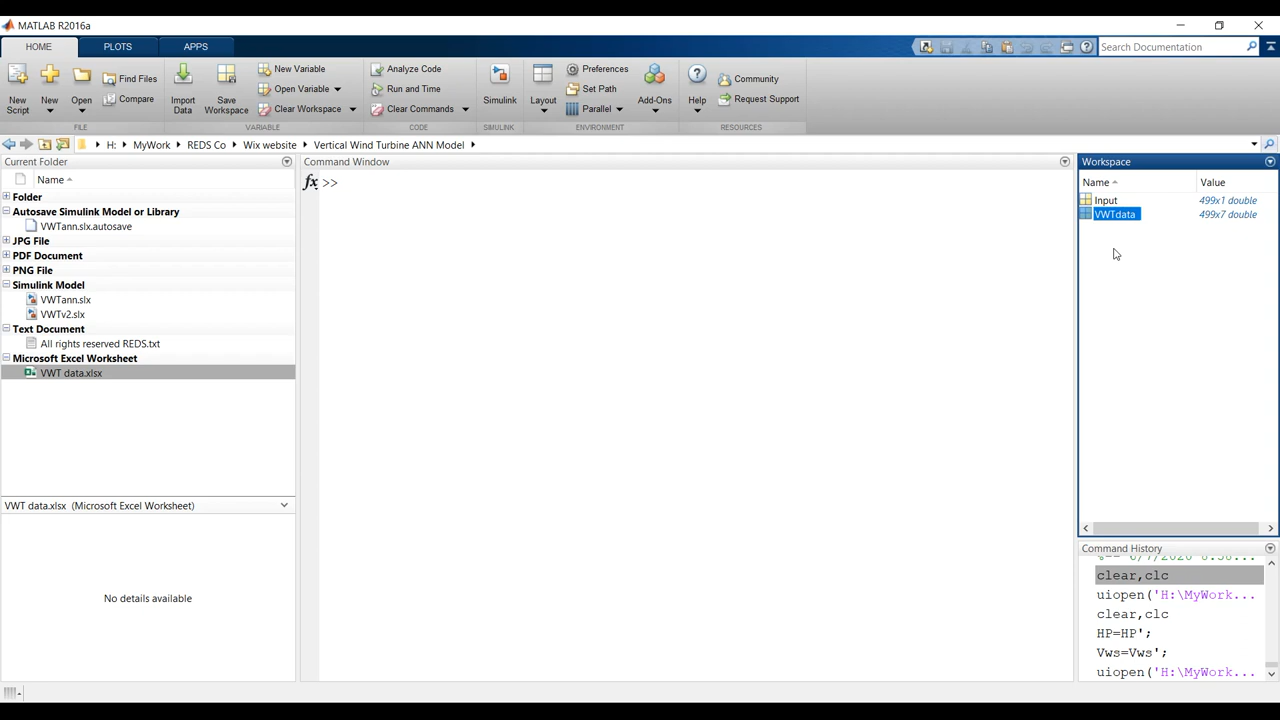 MATLAB R2016a
HOME
PLOTS
APPS
Search Documentation
New Script
New
Open
Find Files
Compare
Import Data
Save Workspace
New Variable
Open Variable
Clear Workspace
Analyze Code
Run and Time
Clear Commands
Simulink
Layout
Preferences
Set Path
Parallel
Add-Ons
Help
Community
Request Support
FILE
VARIABLE
CODE
SIMULINK
ENVIRONMENT
RESOURCES
H: MyWork REDS Co Wix website Vertical Wind Turbine ANN Model
Current Folder
Name
Folder
Autosave Simulink Model or Library
VWTann.slx.autosave
JPG File
PDF Document
PNG File
Simulink Model
VWTann.slx
VWTv2.slx
Text Document
All rights reserved REDS.txt
Microsoft Excel Worksheet
VWT data.xlsx
VWT data.xlsx (Microsoft Excel Worksheet)
No details available
Command Window
fx >>
Workspace
Name Value
Input 499x1 double
VWTdata 499x7 double
Command History
clear,clc
uiopen('H:\MyWork...
clear,clc
HP=HP';
Vws=Vws';
uiopen('H:\MyWork...